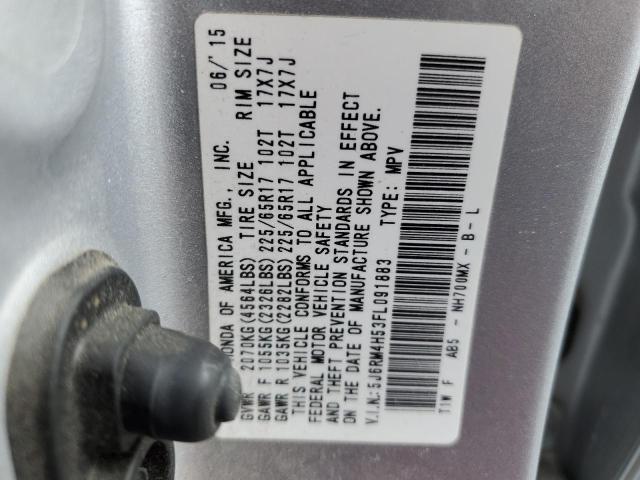 HONDA OF AMERICA MFG., INC. 06/'15
TIRE SIZE RIM SIZE
GVWR 2070KG(4564LBS)
GAWR F 1055KG(2326LBS) 225/65R17 102T 17X7J
GAWR R 1035KG(2282LBS) 225/65R17 102T 17X7J
THIS VEHICLE CONFORMS TO ALL APPLICABLE
FEDERAL MOTOR VEHICLE SAFETY
AND THEFT PREVENTION STANDARDS IN EFFECT
ON THE DATE OF MANUFACTURE SHOWN ABOVE.
V.I.N.:5J6RM4H53FL091883 TYPE: MPV
T1W F AB5 - NH700MX - B - L